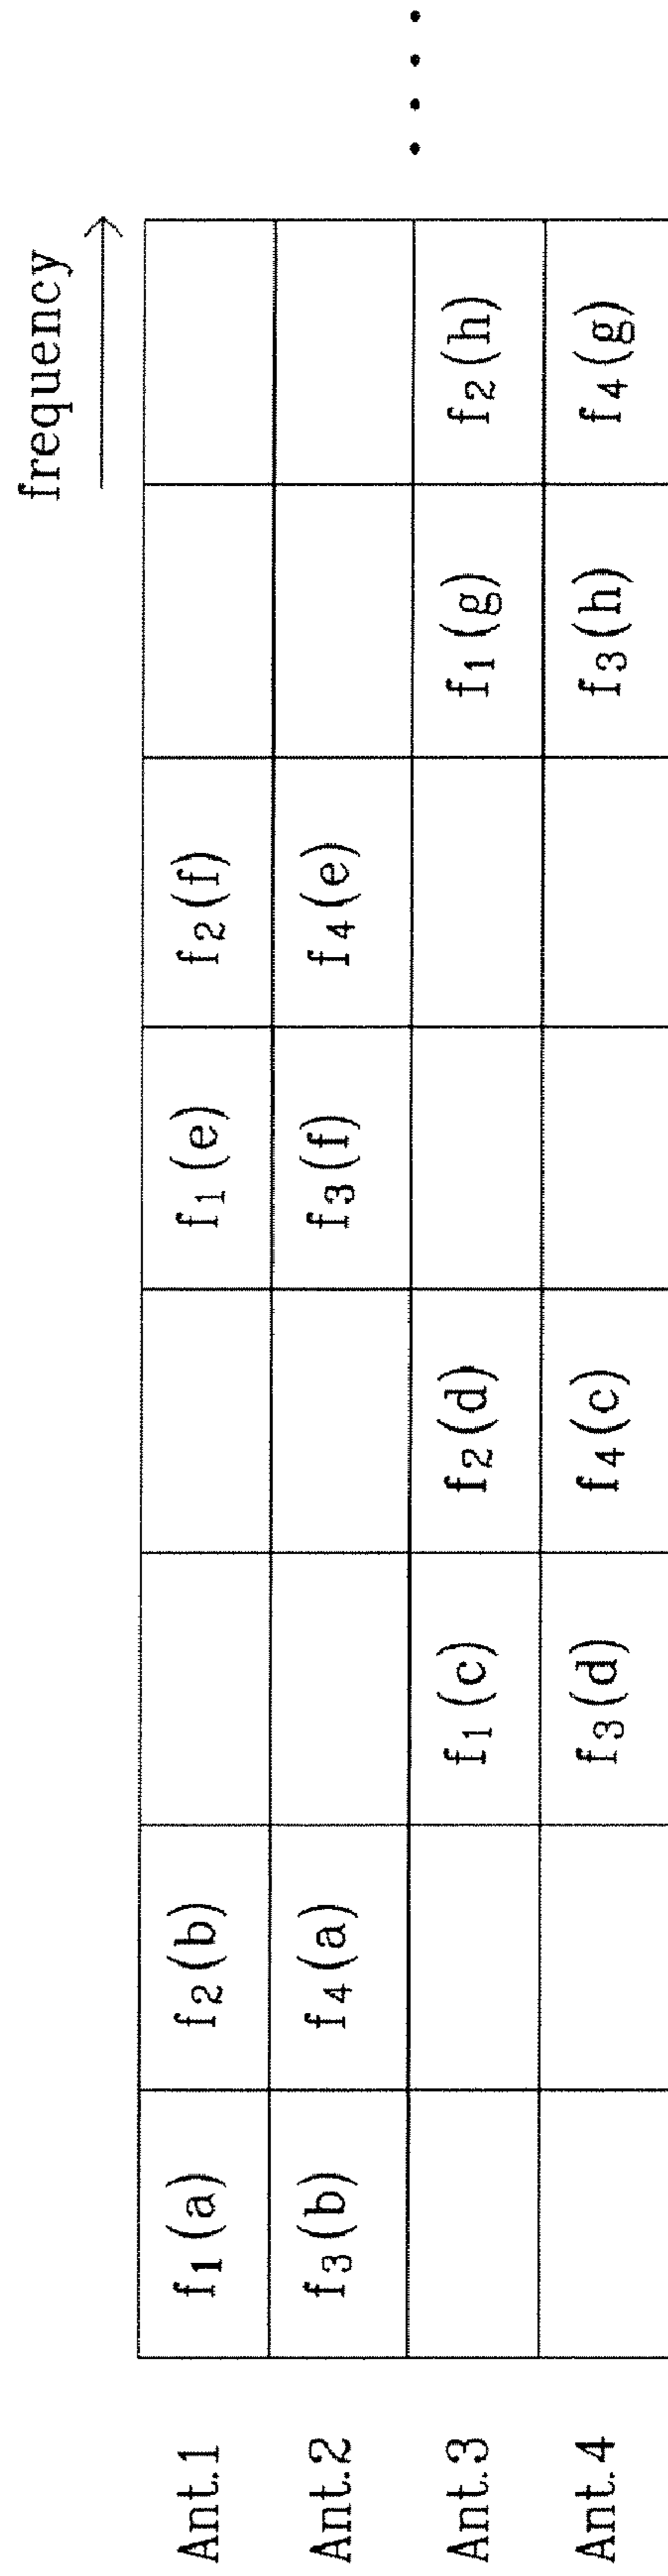 frequency
Ant.1 f₁(a) f₂(b) f₁(e) f₂(f)
Ant.2 f₃(b) f₄(a) f₃(f) f₄(e)
Ant.3 f₁(c) f₂(d) f₁(g) f₂(h) ....
Ant.4 f₃(d) f₄(c) f₃(h) f₄(g)